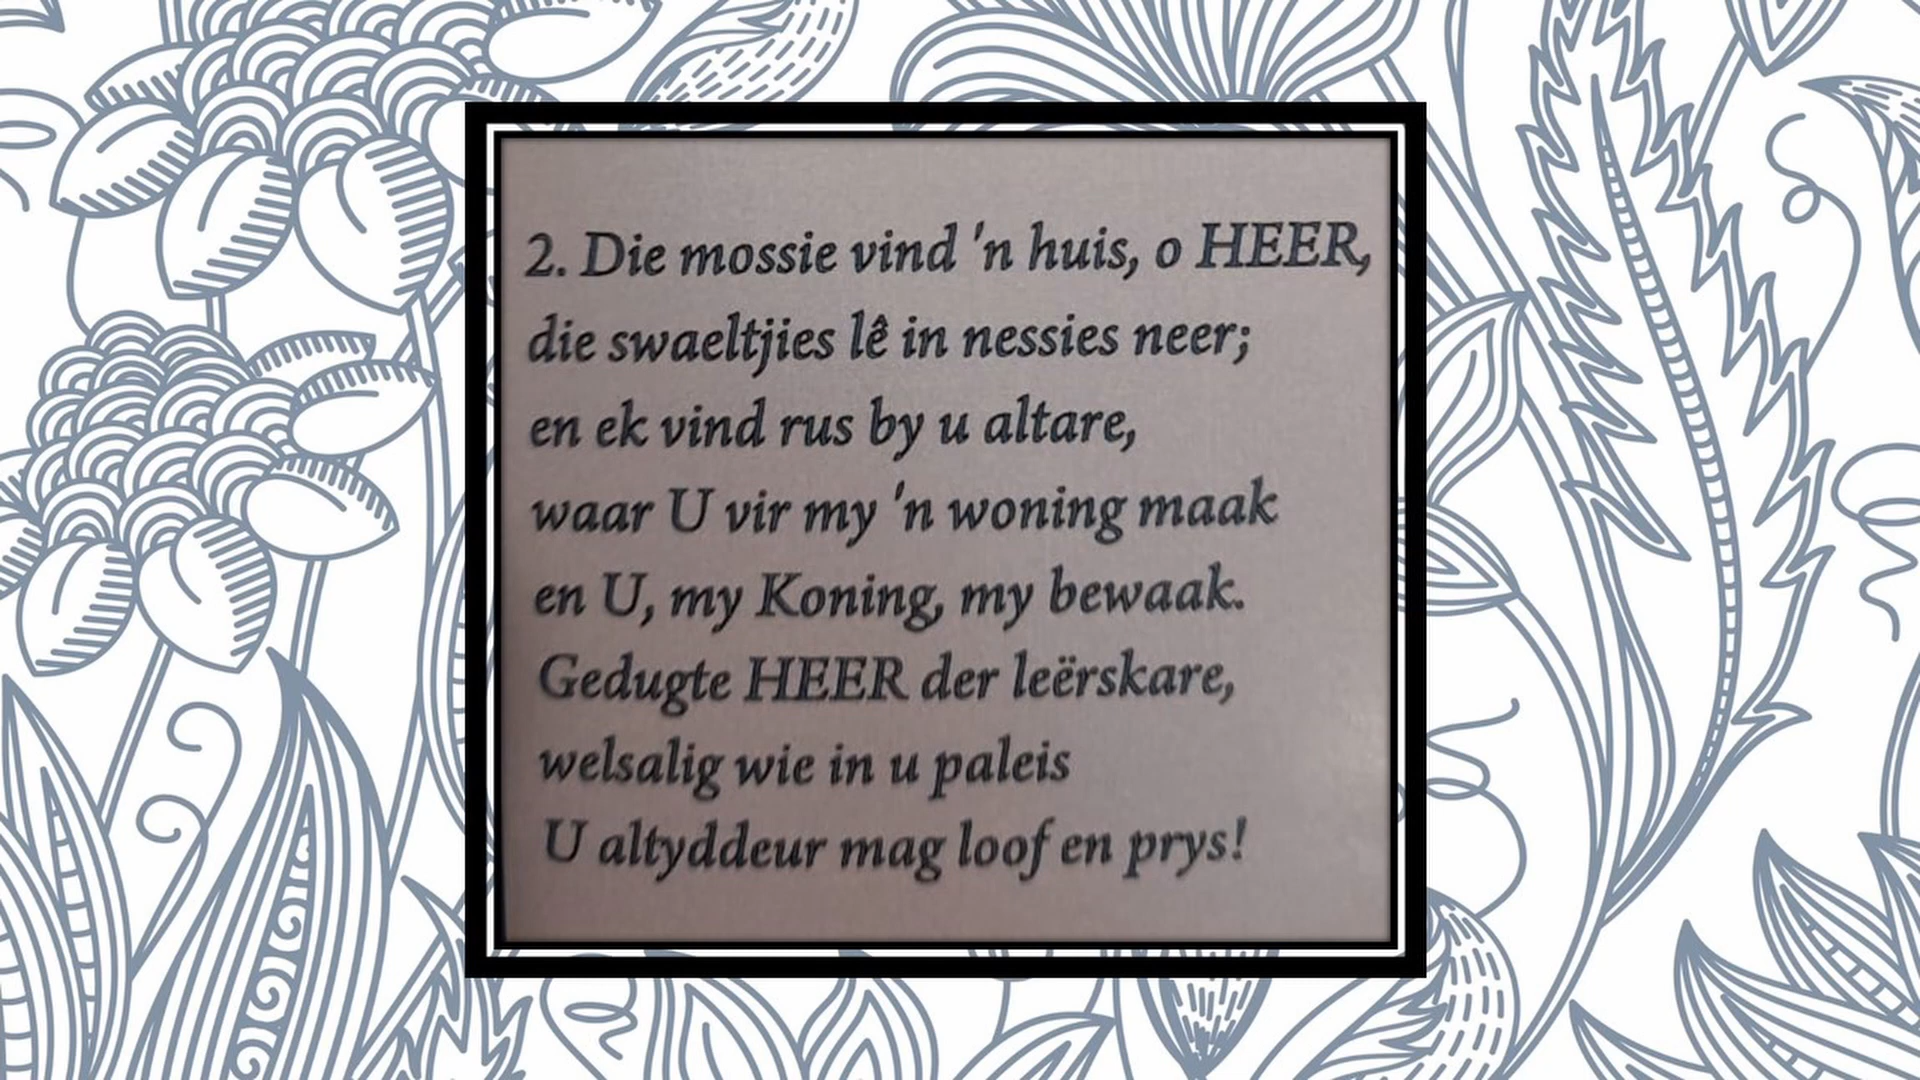 2. Die mossie vind 'n huis, o HEER,
die swaeltjies lê in nessies neer;
en ek vind rus by u altare,
waar U vir my 'n woning maak
en U, my Koning, my bewaak.
Gedugte HEER der leërskare,
welsalig wie in u paleis
U altyddeur mag loof en prys!